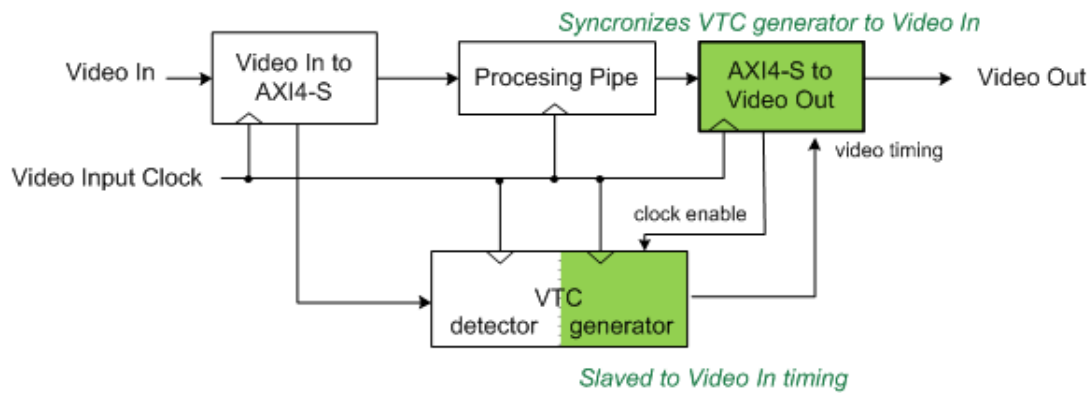 Syncronizes VTC generator to Video In
Video In
Video In to
AXI4-S
Procesing Pipe
AXI4-S to
Video Out
Video Out
video timing
Video Input Clock
clock enable
VTC
detector
generator
Slaved to Video In timing